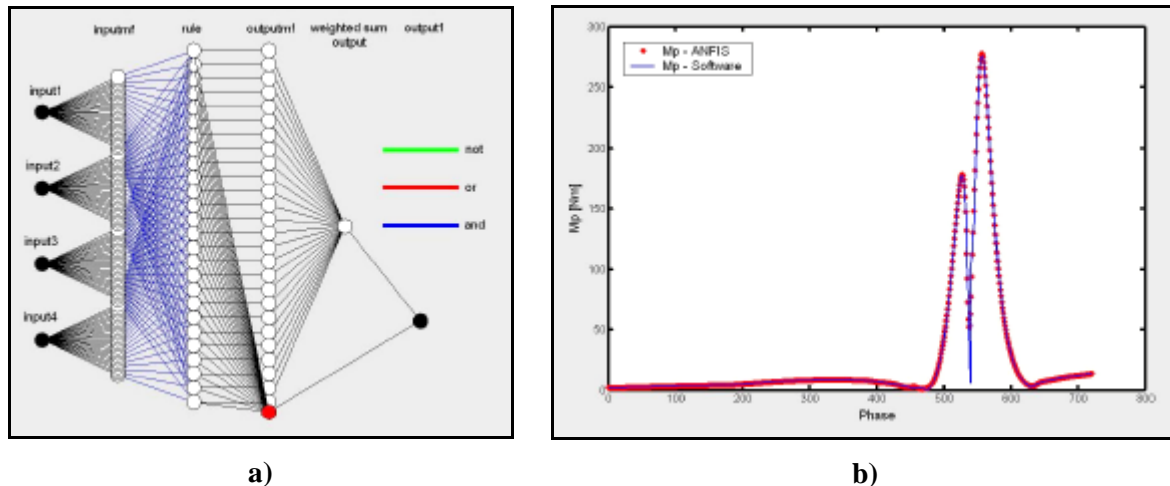 inputmf rule outputmf weighted sum output1
output
input1
input2
input3
input4
not
or
and
Mp - ANFIS
Mp - Software
300
250
200
150
100
50
0
Mp [Nm]
0 100 200 300 400 500 600 700 800
Phase
a) b)